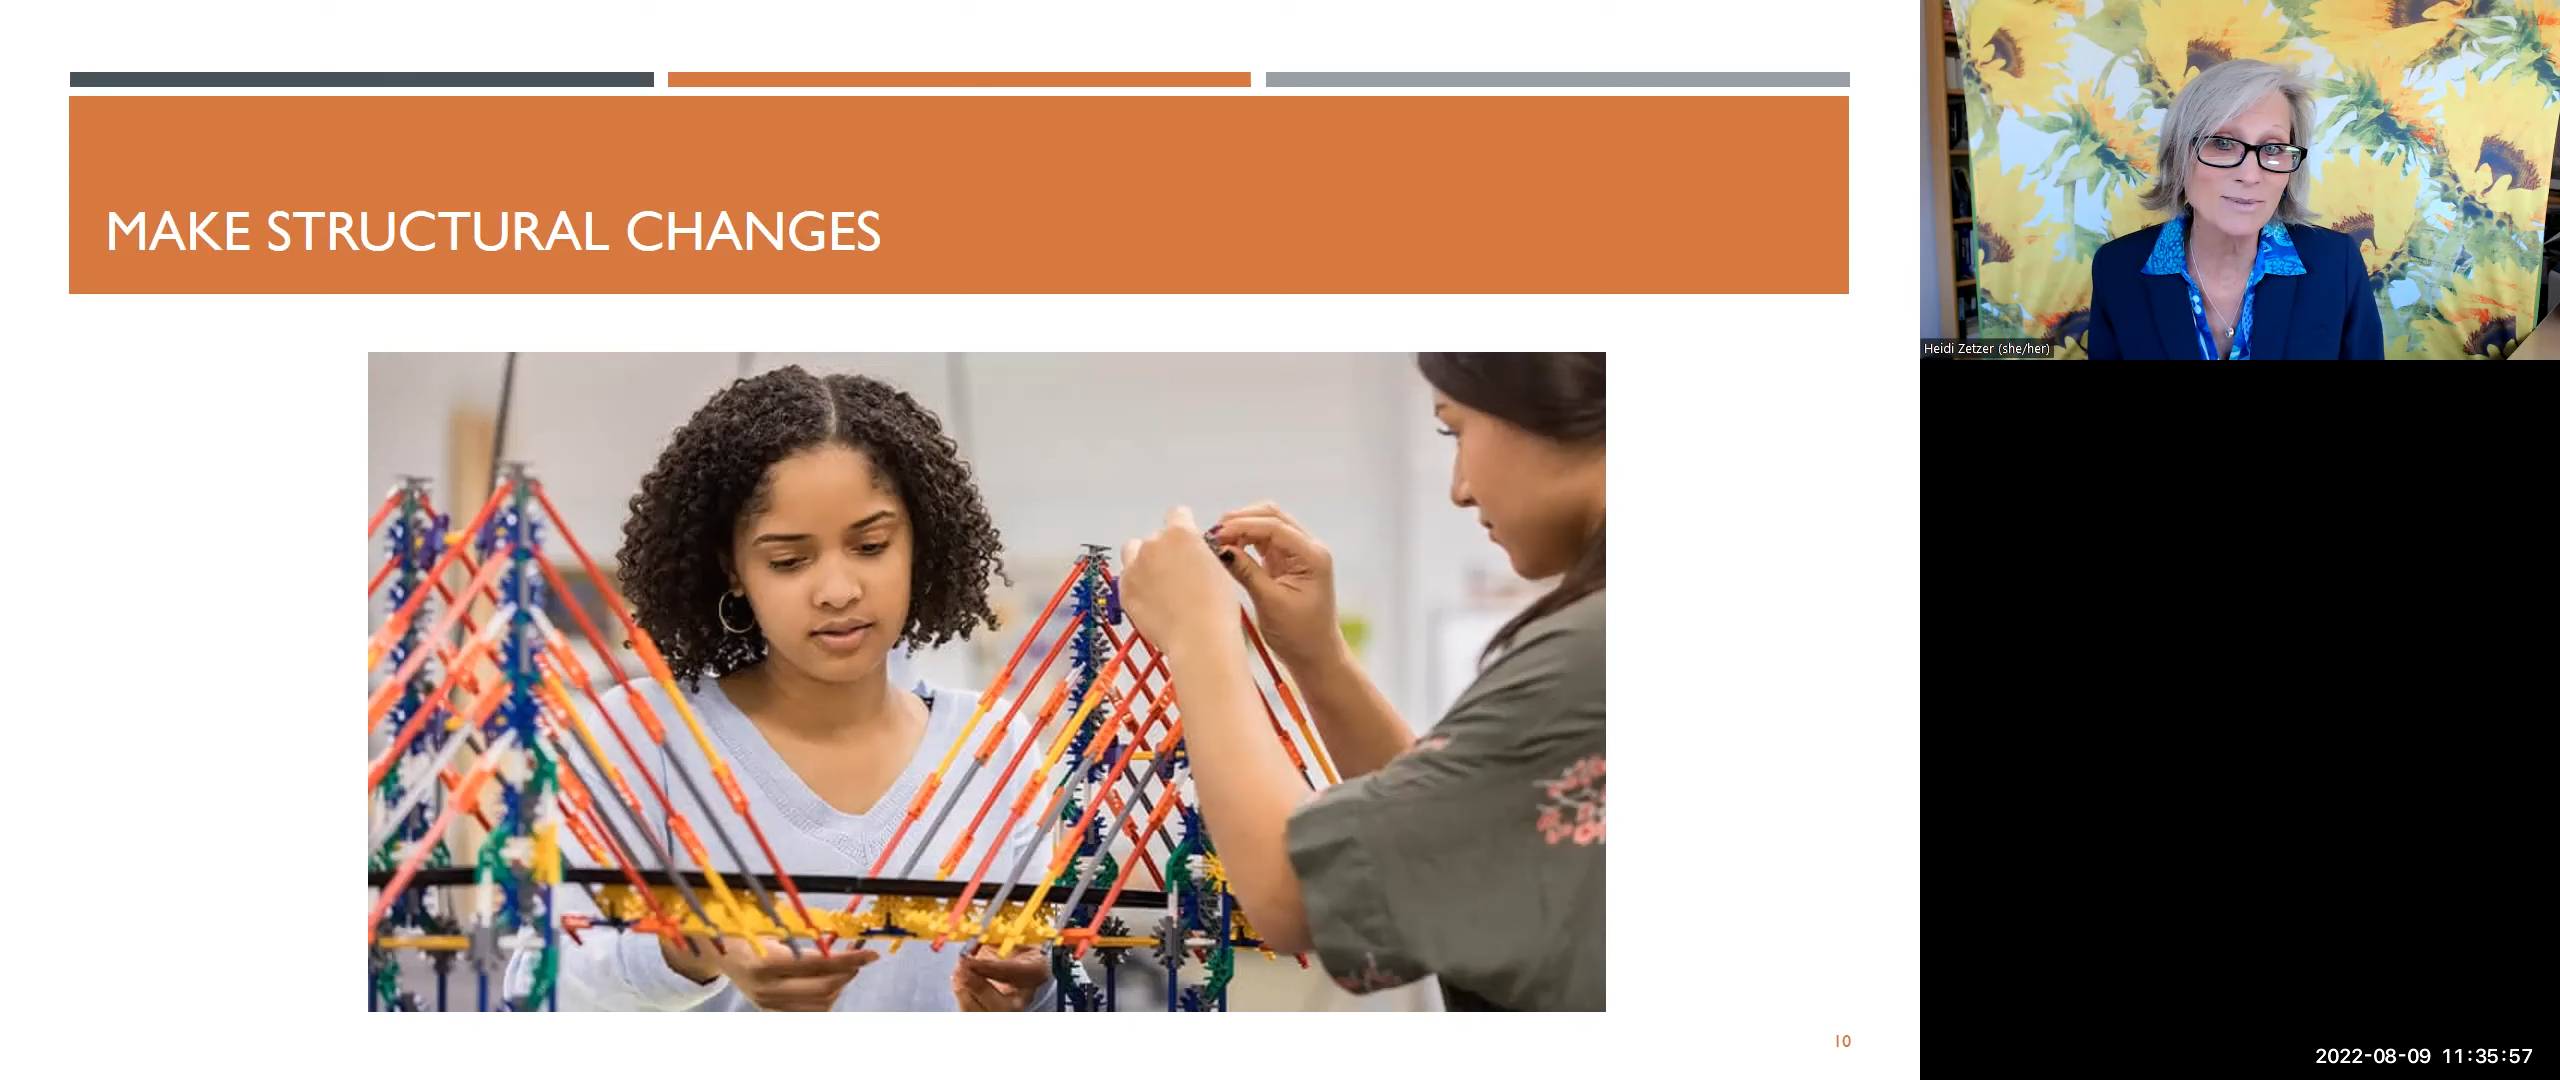 MAKE STRUCTURAL CHANGES
Heidi Zetzer (she/her)
10
2022-08-09 11:35:57